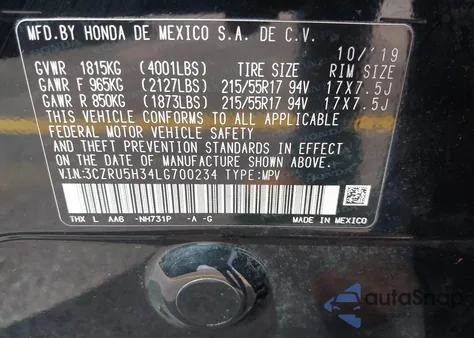 MFD.BY HONDA DE MEXICO S.A. DE C.V.
10/'19
GVWR 1815KG (4001LBS) TIRE SIZE RIM SIZE
GAWR F 965KG (2127LBS) 215/55R17 94V 17X7.5J
GAWR R 850KG (1873LBS) 215/55R17 94V 17X7.5J
THIS VEHICLE CONFORMS TO ALL APPLICABLE
FEDERAL MOTOR VEHICLE SAFETY
AND THEFT PREVENTION STANDARDS IN EFFECT
ON THE DATE OF MANUFACTURE SHOWN ABOVE.
V.I.N:3CZRU5H34LG700234 TYPE:MPV
THX L AA6 -NH731P -A -G MADE IN MEXICO
autoSnap